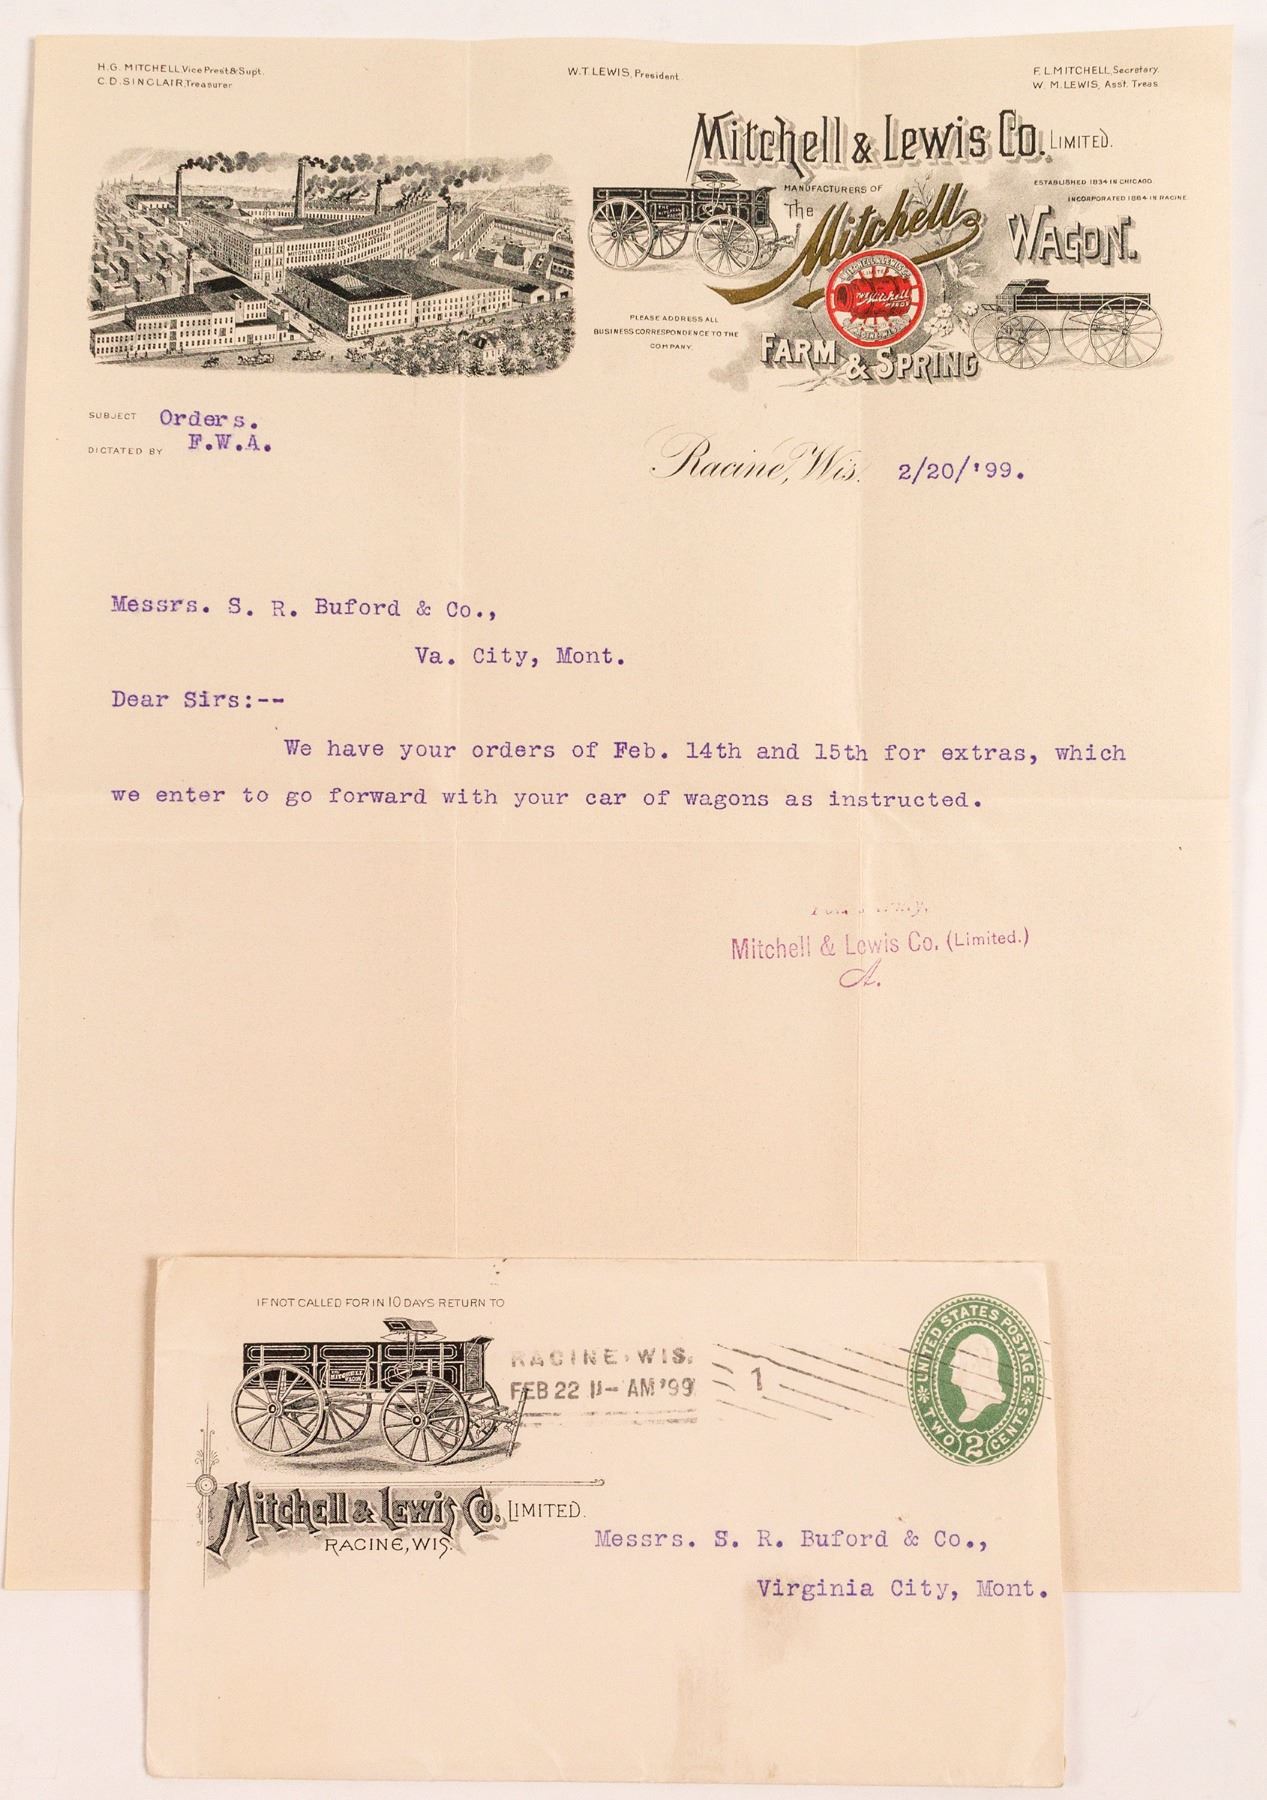 H.G. MITCHELL, Vice Prest & Supt.
C.D. SINCLAIR, Treasurer
W.T. LEWIS, President.
F.L. MITCHELL, Secretary.
W.M. LEWIS, Asst. Treas.
Mitchell & Lewis Co. LIMITED.
MANUFACTURERS OF
ESTABLISHED 1834 IN CHICAGO
INCORPORATED 1884 IN RACINE
The Mitchell WAGON.
The Mitchell
PLEASE ADDRESS ALL
BUSINESS CORRESPONDENCE TO THE
COMPANY.
FARM & SPRING
SUBJECT Orders.
DICTATED BY F.W.A.
Racine, Wis. 2/20/'99.
Messrs. S. R. Buford & Co.,
Va. City, Mont.
Dear Sirs:--
We have your orders of Feb. 14th and 15th for extras, which
we enter to go forward with your car of wagons as instructed.
Mitchell & Lewis Co. (Limited.)
A.
IF NOT CALLED FOR IN 10 DAYS RETURN TO
MITCHELL
WAGON
RACINE, WIS.
FEB 22 11- AM '99
1
UNITED STATES POSTAGE
TWO 2 CENTS
Mitchell & Lewis Co. LIMITED.
RACINE, WIS.
Messrs. S. R. Buford & Co.,
Virginia City, Mont.